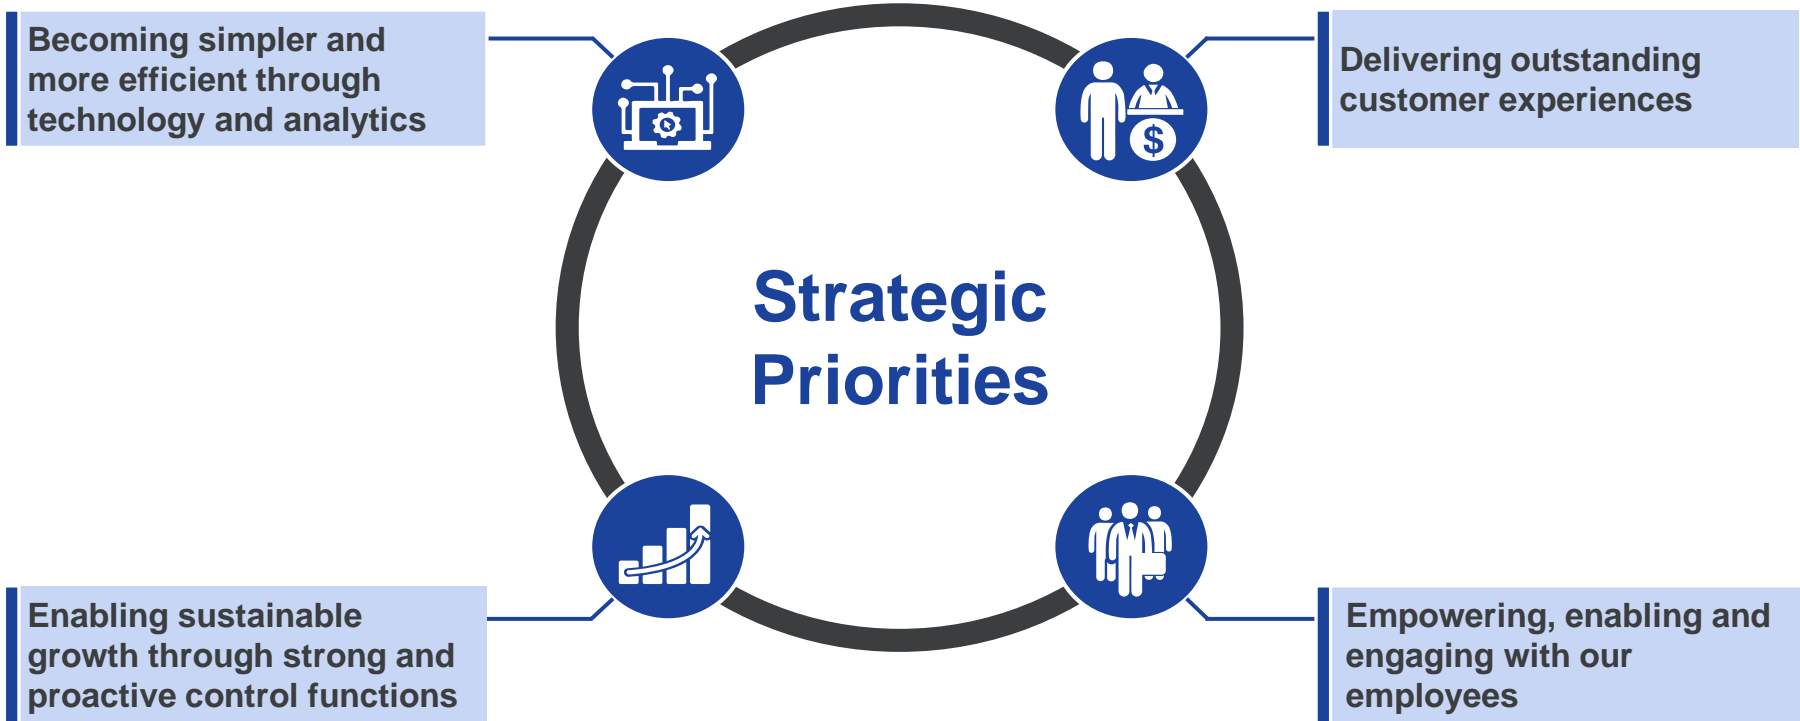 Becoming simpler and
more efficient through
technology and analytics
Delivering outstanding
customer experiences
$
Strategic
Priorities
Enabling sustainable
growth through strong and
proactive control functions
Empowering, enabling and
engaging with our
employees